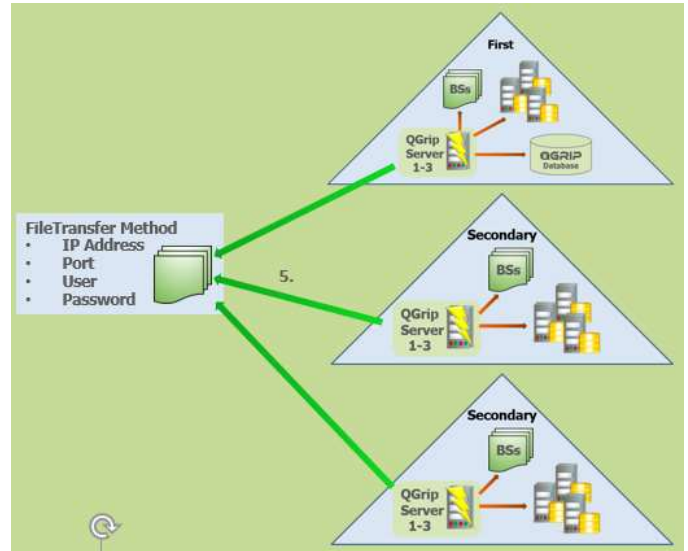 First
BSs
QGrip
Server
1-3
QGRIP
Database
FileTransfer Method
• IP Address
• Port
• User
• Password
5.
Secondary
BSs
QGrip
Server
1-3
Secondary
BSs
QGrip
Server
1-3